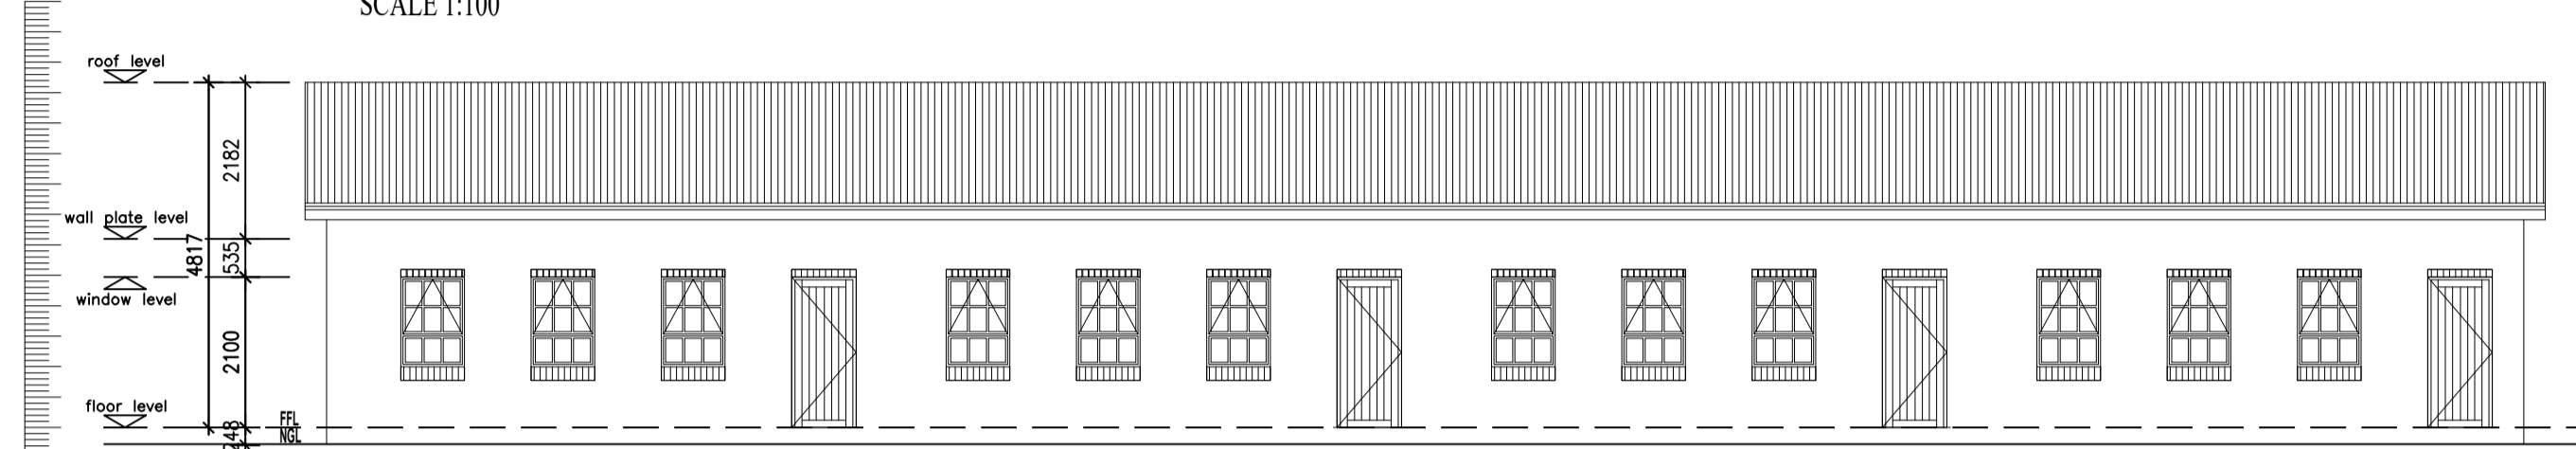 SCALE 1:100
roof level
2182
wall plate level
4817
535
window level
2100
floor level
FFL
248
NGL